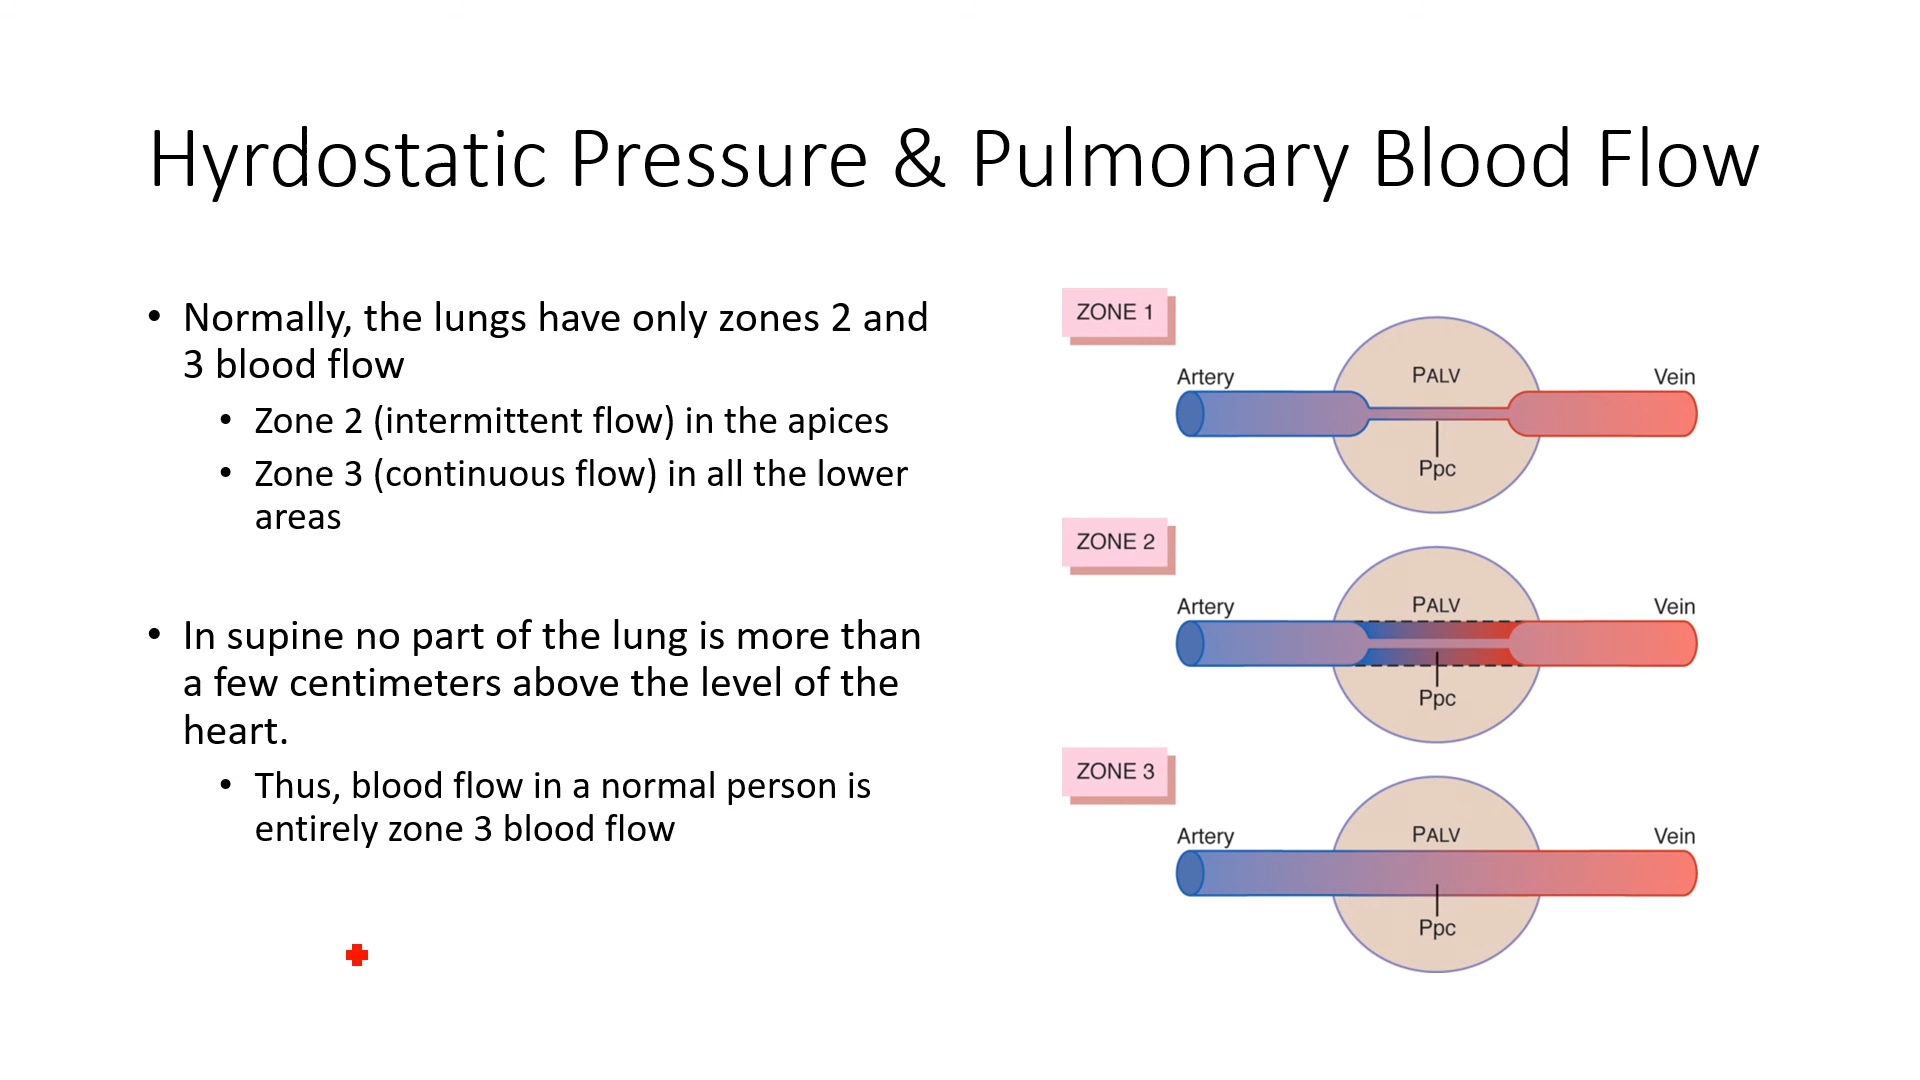 Hyrdostatic Pressure & Pulmonary Blood Flow
• Normally, the lungs have only zones 2 and
3 blood flow
• Zone 2 (intermittent flow) in the apices
• Zone 3 (continuous flow) in all the lower
areas
• In supine no part of the lung is more than
a few centimeters above the level of the
heart.
• Thus, blood flow in a normal person is
entirely zone 3 blood flow
ZONE 1
Artery
PALV
Vein
Ppc
ZONE 2
Artery
PALV
Vein
Ppc
ZONE 3
Artery
PALV
Vein
Ppc